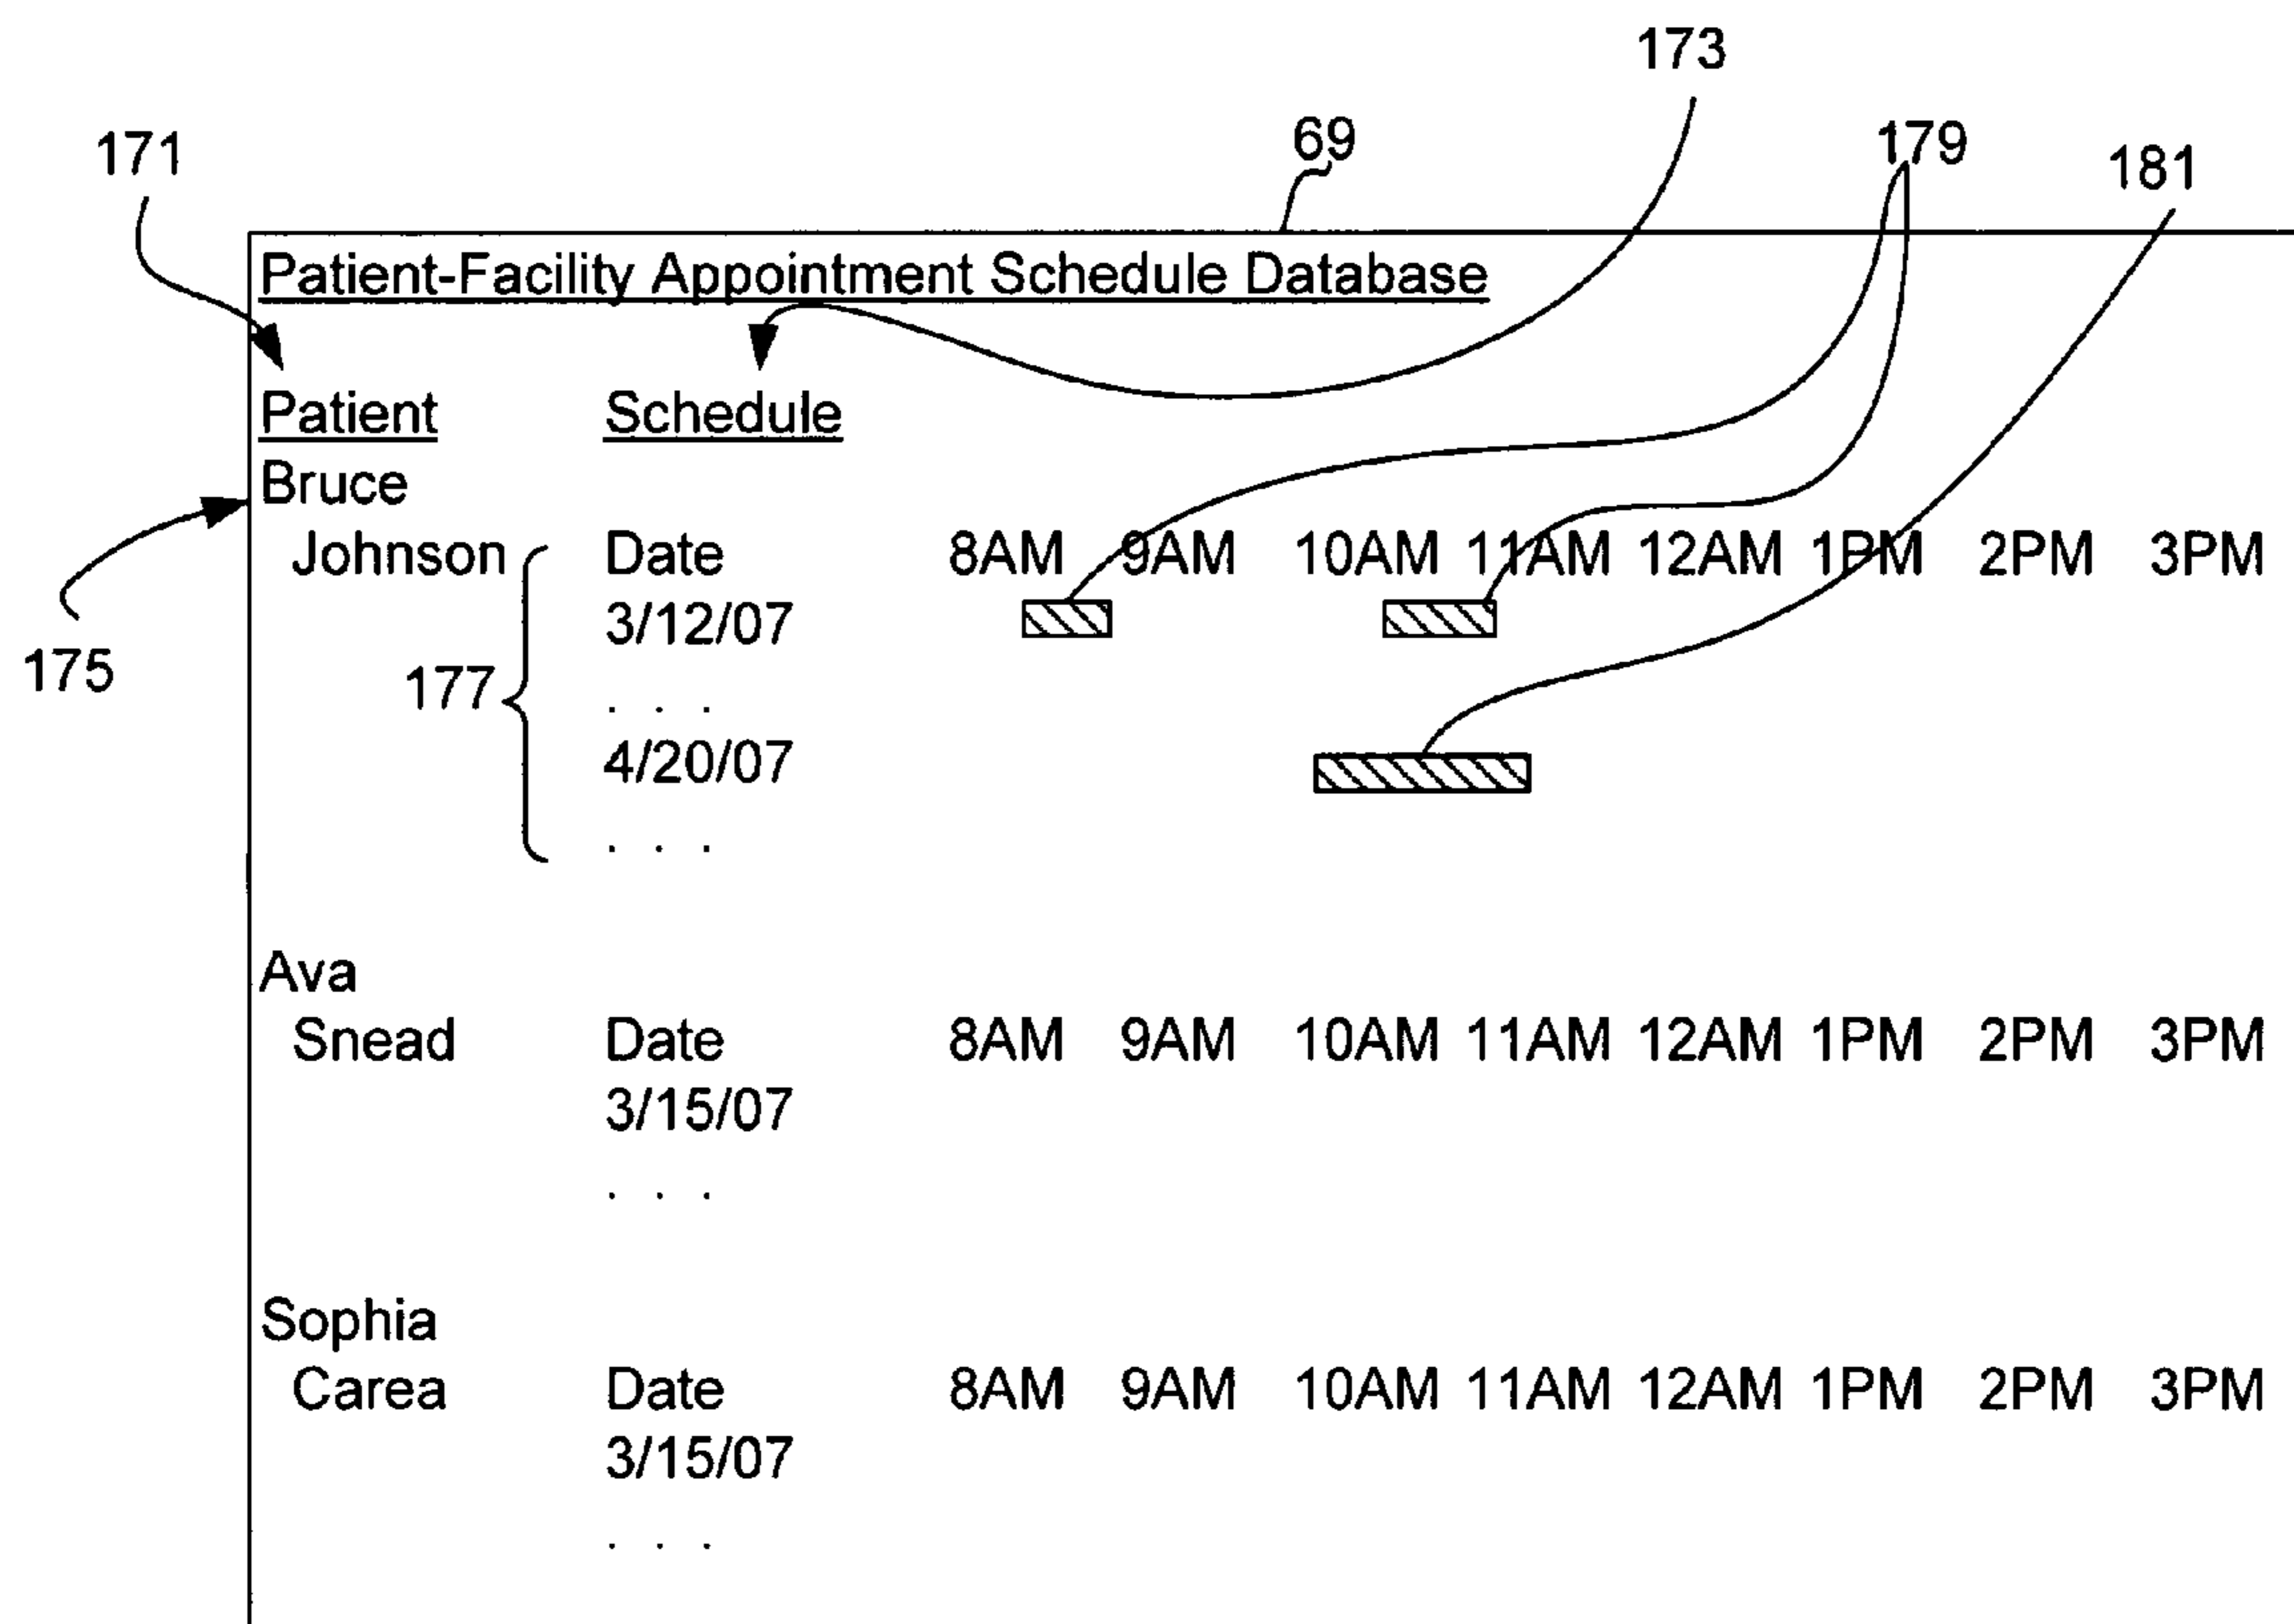 173
69
179
171
181
Patient-Facility Appointment Schedule Database
Patient Schedule
Bruce
Johnson Date 8AM 9AM 10AM 11AM 12AM 1PM 2PM 3PM
3/12/07
175
177
. . .
4/20/07
. . .
Ava
Snead Date 8AM 9AM 10AM 11AM 12AM 1PM 2PM 3PM
3/15/07
. . .
Sophia
Carea Date 8AM 9AM 10AM 11AM 12AM 1PM 2PM 3PM
3/15/07
. . .